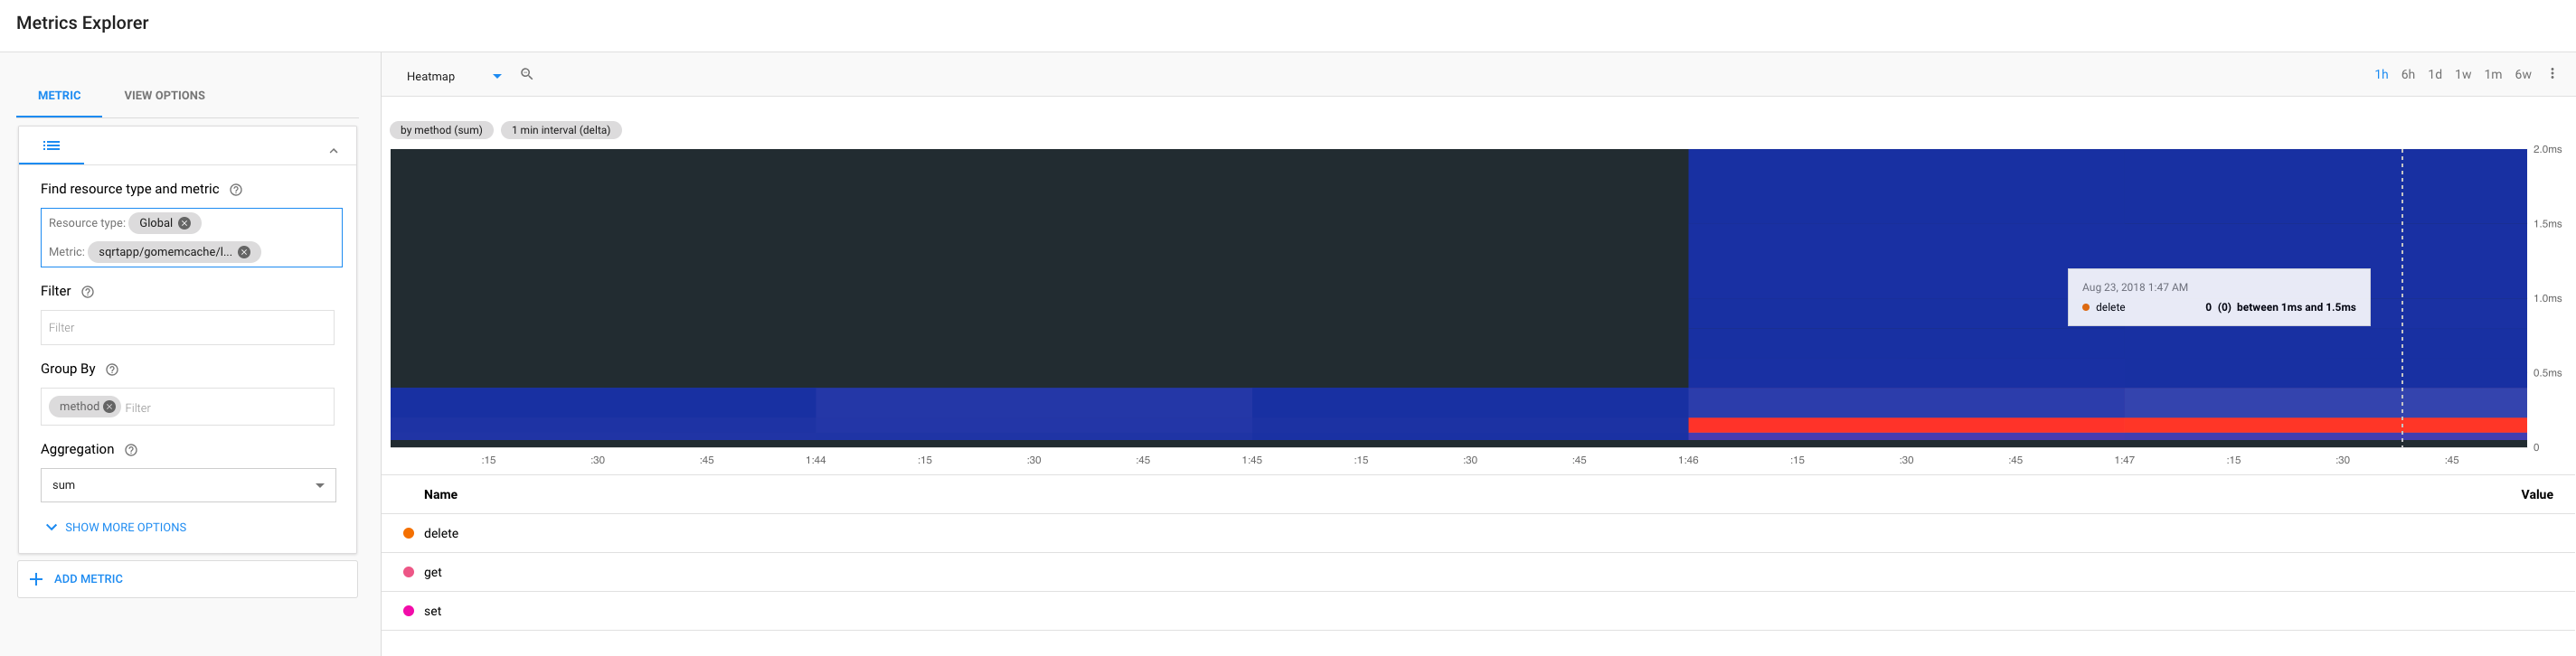 Metrics Explorer
METRIC VIEW OPTIONS
Find resource type and metric
Resource type: Global
Metric: sqrtapp/gomemcache/l...
Filter
Filter
Group By
method Filter
Aggregation
sum
SHOW MORE OPTIONS
ADD METRIC
Heatmap
1h 6h 1d 1w 1m 6w
by method (sum) 1 min interval (delta)
2.0ms
1.5ms
1.0ms
0.5ms
0
Aug 23, 2018 1:47 AM
delete 0 (0) between 1ms and 1.5ms
:15 :30 :45 1:44 :15 :30 :45 1:45 :15 :30 :45 1:46 :15 :30 :45 1:47 :15 :30 :45
Name Value
delete
get
set